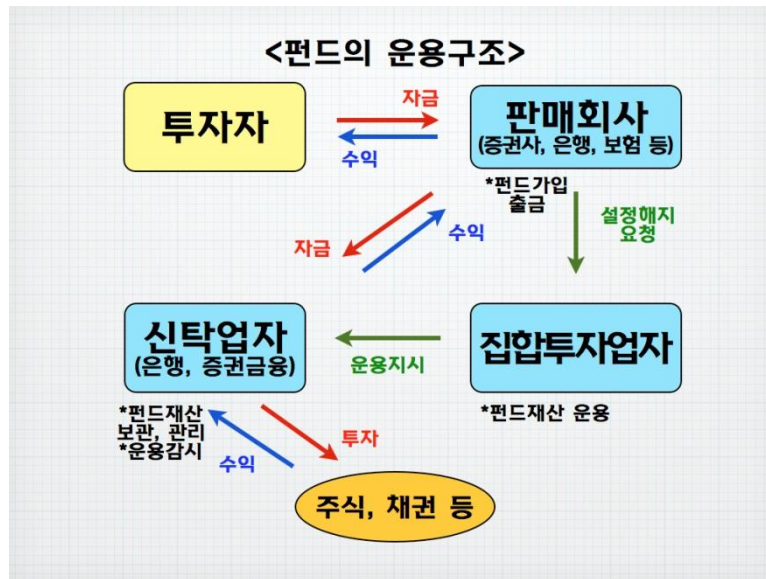 <펀드의 운용구조>
투자자
자금
수익
판매회사
(증권사, 은행, 보험 등)
*펀드가입
출금
설정해지
요청
자금
수익
신탁업자
(은행, 증권금융)
*펀드재산
보관, 관리
*운용감시
운용지시
집합투자업자
*펀드재산 운용
투자
수익
주식, 채권 등